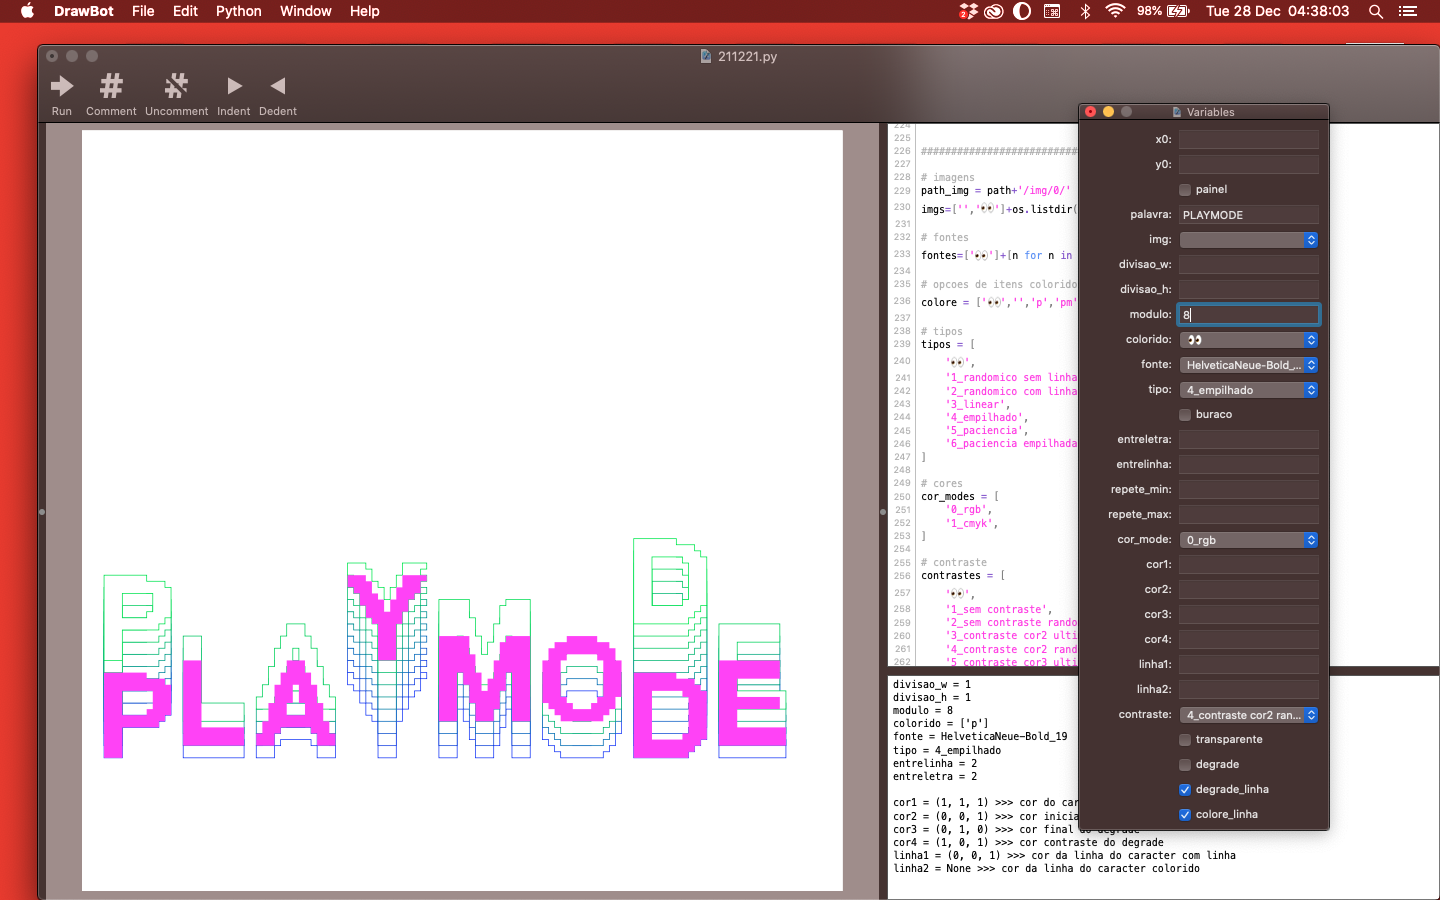 DrawBot File Edit Python Window Help
2
98%
Tue 28 Dec 04:38:03
211221.py
Run Comment Uncomment Indent Dedent
PLAYMODE
224
225
226 ##########################
227
228 # imagens
229 path_img = path+'/img/0/'
230 imgs=['','👀']+os.listdir(
231
232 # fontes
233 fontes=['👀']+[n for n in
234
235 # opcoes de itens colorido
236 colore = ['👀','','p','pm'
237
238 # tipos
239 tipos = [
240 '👀',
241 '1_randomico sem linha
242 '2_randomico com linha
243 '3_linear',
244 '4_empilhado',
245 '5_paciencia',
246 '6_paciencia empilhada
247 ]
248
249 # cores
250 cor_modes = [
251 '0_rgb',
252 '1_cmyk',
253 ]
254
255 # contraste
256 contrastes = [
257 '👀',
258 '1_sem contraste',
259 '2_sem contraste rando
260 '3_contraste cor2 ulti
261 '4_contraste cor2 rand
262 '5_contraste cor3 ulti
divisao_w = 1
divisao_h = 1
modulo = 8
colorido = ['p']
fonte = HelveticaNeue-Bold_19
tipo = 4_empilhado
entrelinha = 2
entreletra = 2
cor1 = (1, 1, 1) >>> cor do car
cor2 = (0, 0, 1) >>> cor inicia
cor3 = (0, 1, 0) >>> cor final do degrade
cor4 = (1, 0, 1) >>> cor contraste do degrade
linha1 = (0, 0, 1) >>> cor da linha do caracter com linha
linha2 = None >>> cor da linha do caracter colorido
Variables
x0:
y0:
painel
palavra: PLAYMODE
img:
divisao_w:
divisao_h:
modulo: 8
colorido: 👀
fonte: HelveticaNeue-Bold_...
tipo: 4_empilhado
buraco
entreletra:
entrelinha:
repete_min:
repete_max:
cor_mode: 0_rgb
cor1:
cor2:
cor3:
cor4:
linha1:
linha2:
contraste: 4_contraste cor2 ran...
transparente
degrade
degrade_linha
colore_linha